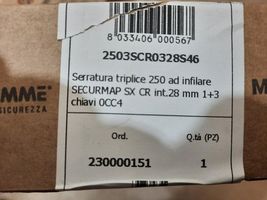 8 033406 000567
2503SCR0328S46
Serratura triplice 250 ad infilare
SECURMAP SX CR int.28 mm 1+3
chiavi 0CC4
Ord.
Q.tà (PZ)
230000151
1
SICUREZZA